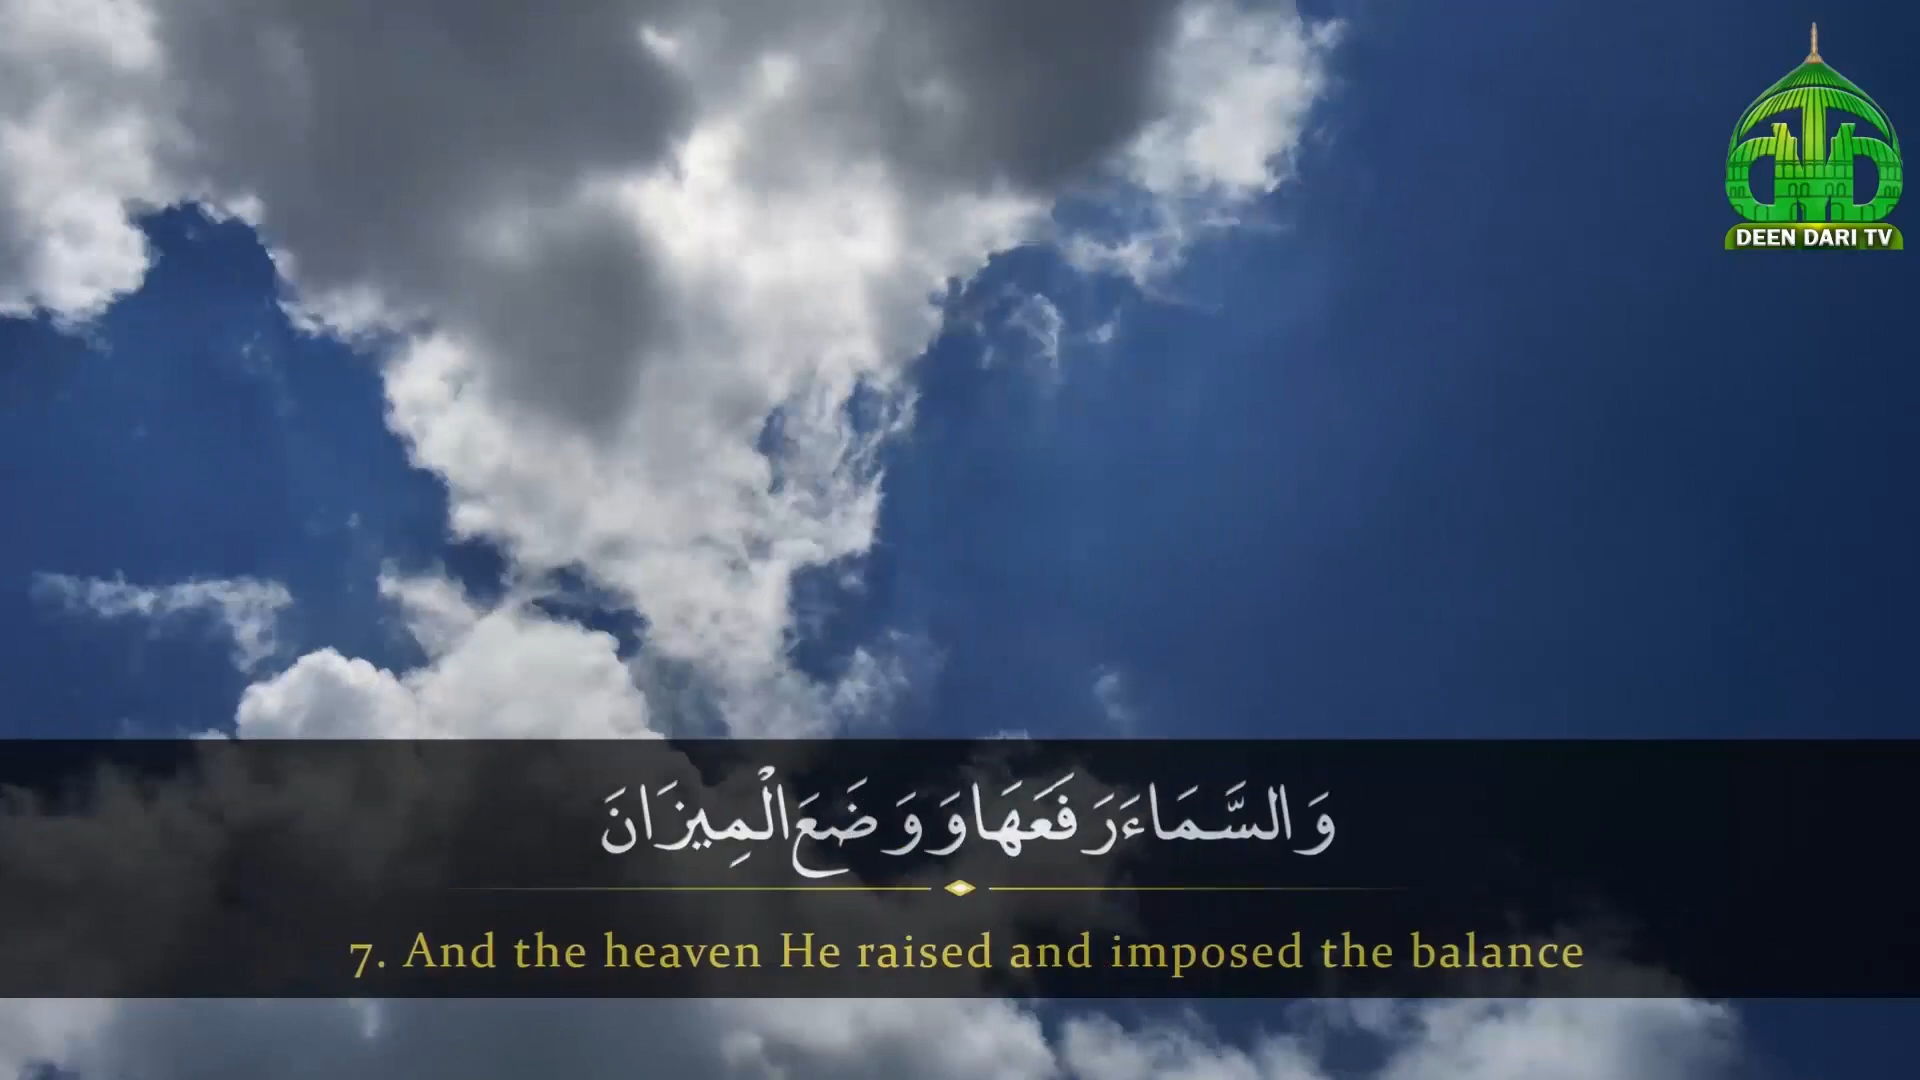 DEEN DARI TV
وَالسَّمَاءَ رَفَعَهَا وَوَضَعَ الْمِيزَانَ
7. And the heaven He raised and imposed the balance